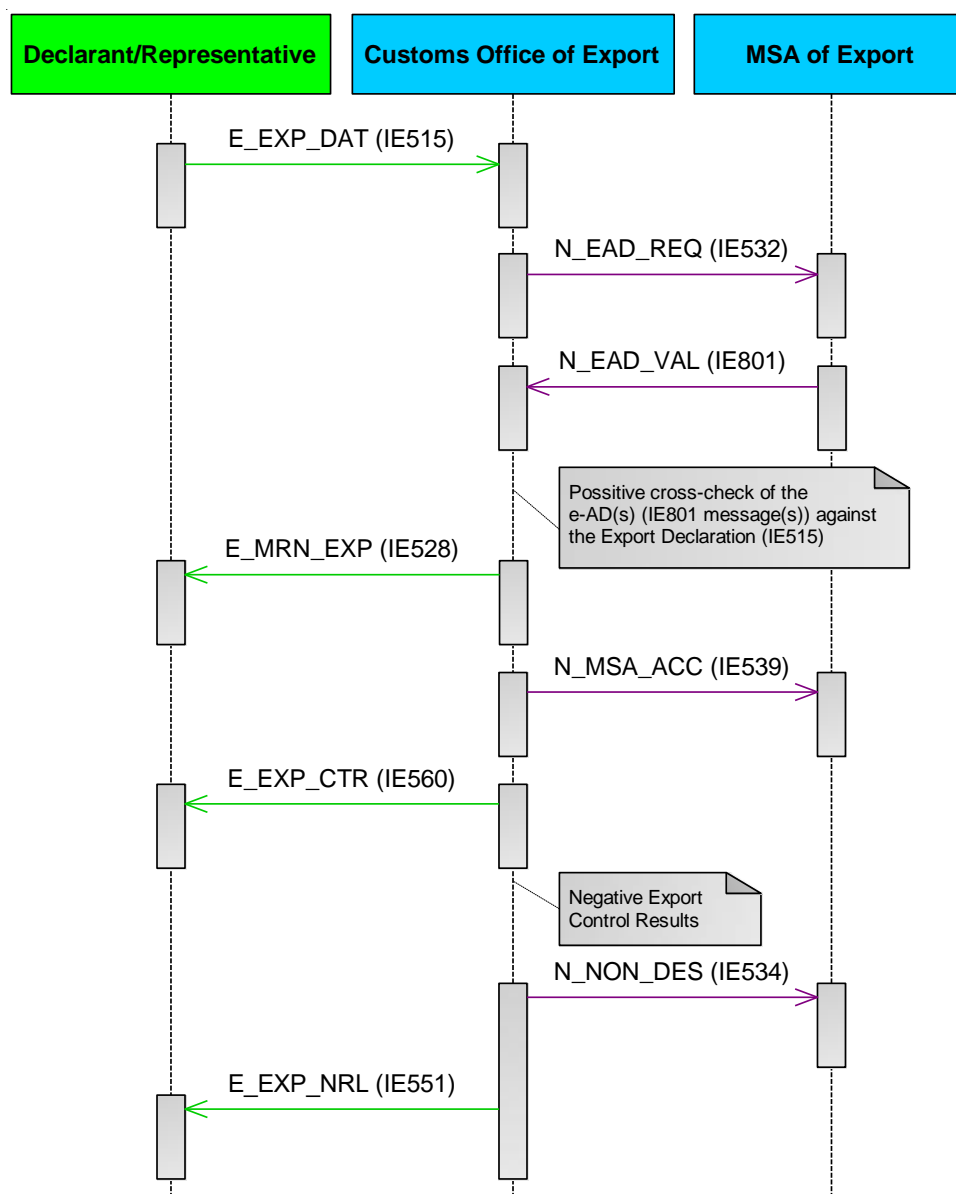 Declarant/Representative
Customs Office of Export
MSA of Export
E_EXP_DAT (IE515)
N_EAD_REQ (IE532)
N_EAD_VAL (IE801)
Possitive cross-check of the
e-AD(s) (IE801 message(s)) against
the Export Declaration (IE515)
E_MRN_EXP (IE528)
N_MSA_ACC (IE539)
E_EXP_CTR (IE560)
Negative Export
Control Results
N_NON_DES (IE534)
E_EXP_NRL (IE551)